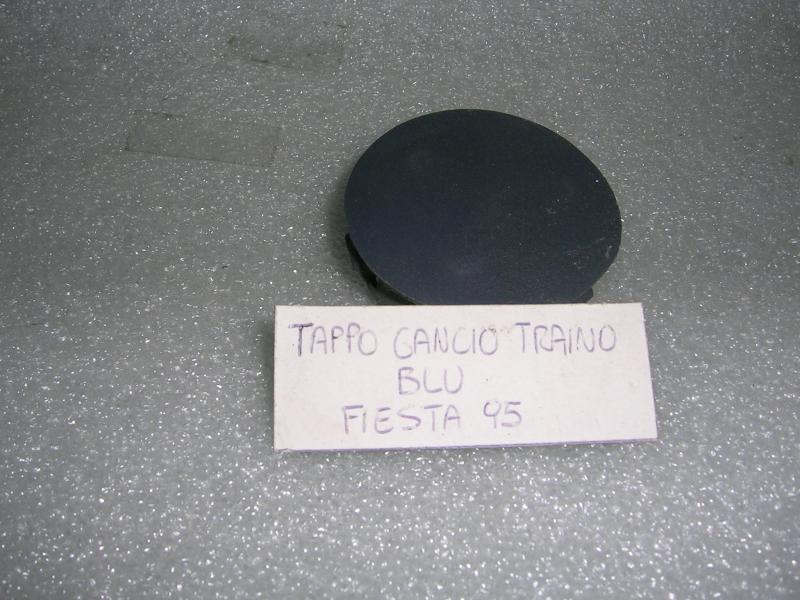 TAPPO GANCIO TRAINO
BLU
FIESTA 95